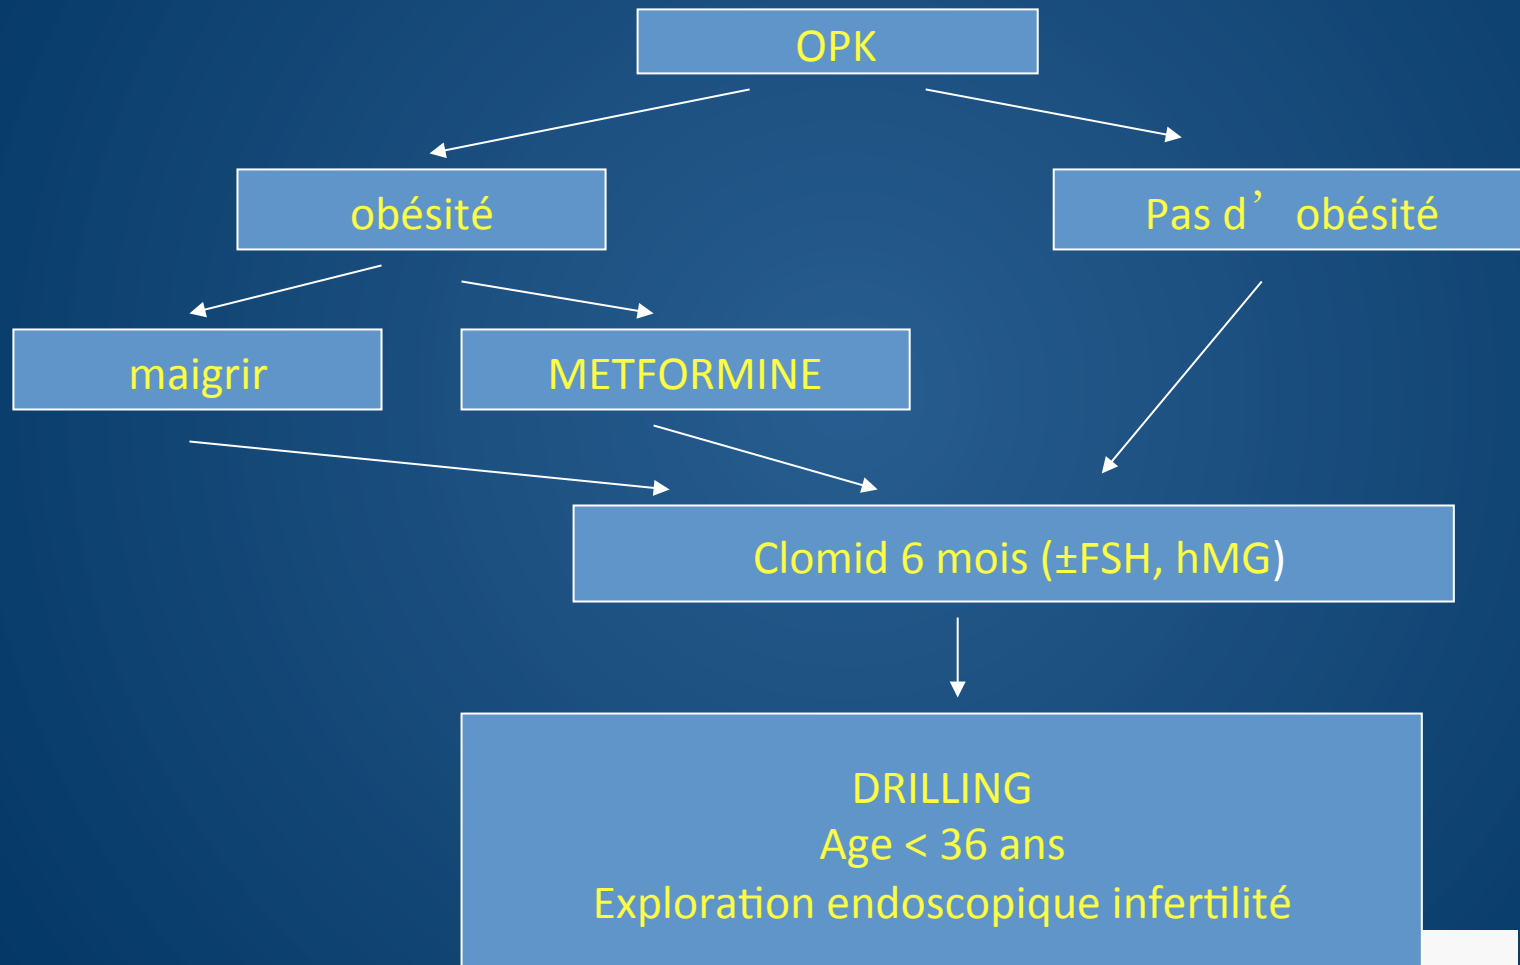 OPK
obésité
Pas d’ obésité
maigrir
METFORMINE
Clomid 6 mois (±FSH, hMG)
DRILLING
Age < 36 ans
Exploration endoscopique infertilité